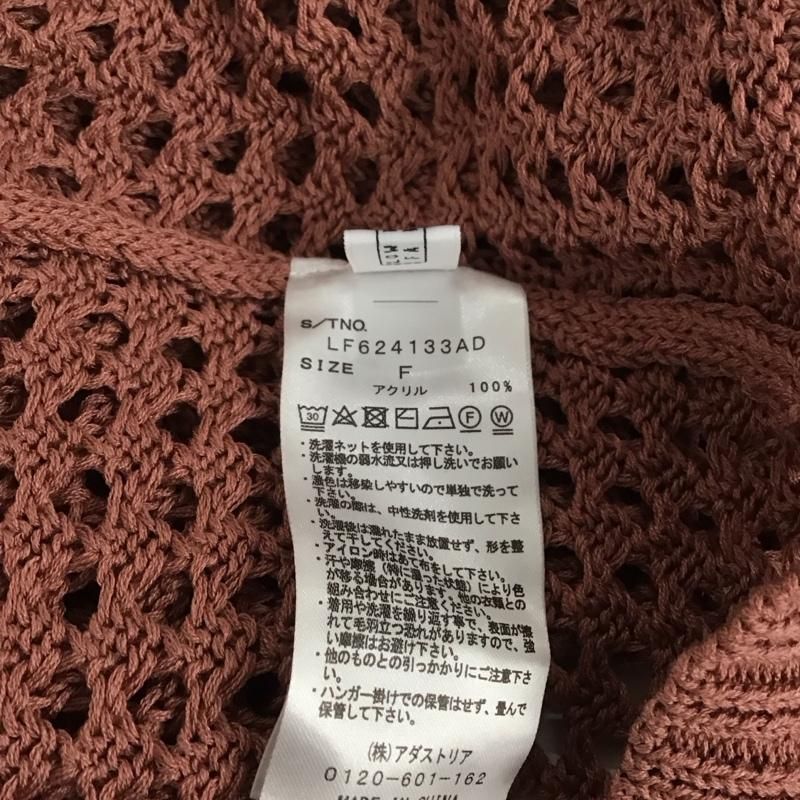 S/TNO.
LF624133AD
SIZE F
アクリル 100%
30 F W
・洗濯ネットを使用して下さい。
・洗濯機の弱水流又は押し洗いでお願い
します。
・濃色は移染しやすいので単独で洗って
下さい。
・洗濯の際は、中性洗剤を使用して下さ
い。
・洗濯後は濡れたまま放置せず、形を整
えて干してください。
・アイロン時はあて布をして下さい。
・汗や摩擦（特に湿った状態）により色
が移る場合があります。他の衣類との
組み合わせにご注意ください。
・着用や洗濯を繰り返す事で、表面が擦
れて毛羽立つ恐れがありますので、強
い摩擦はお避け下さい。
・他のものとの引っかかりにご注意下さ
い。
・ハンガー掛けでの保管はせず、畳んで
保管して下さい。
(株)アダストリア
0120-601-162
MADE IN CHINA